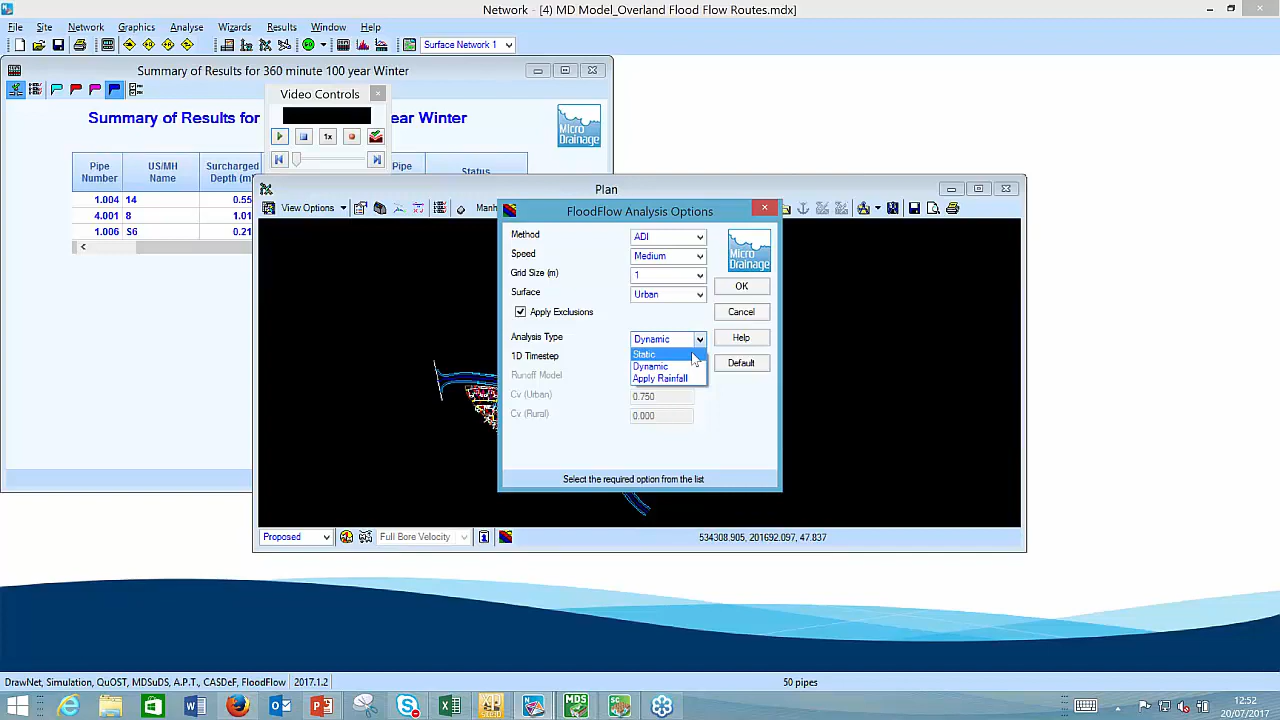 Network - [4) MD Model_Overland Flood Flow Routes.mdx]
File Site Network Graphics Analyse Wizards Results Window Help
Surface Network 1
Summary of Results for 360 minute 100 year Winter
Video Controls
Summary of Results for
ear Winter
Micro Drainage
1x
Pipe Number
US/MH Name
Surcharged Depth (m
Pipe
Status
1.004 14 0.55
4.001 8 1.01
1.006 S6 0.21
Plan
View Options
Manh
FloodFlow Analysis Options
Method ADI
Speed Medium
Grid Size (m) 1
Surface Urban
Apply Exclusions
Micro Drainage
OK
Cancel
Help
Default
Analysis Type Dynamic
Static
1D Timestep
Dynamic
Runoff Model
Apply Rainfall
Cv (Urban) 0.750
Cv (Rural) 0.000
Select the required option from the list
Proposed
Full Bore Velocity
534308.905, 201692.097, 47.837
DrawNet, Simulation, QuOST, MDSuDS, A.P.T., CASDeF, FloodFlow 2017.1.2
50 pipes
12:52
20/07/2017